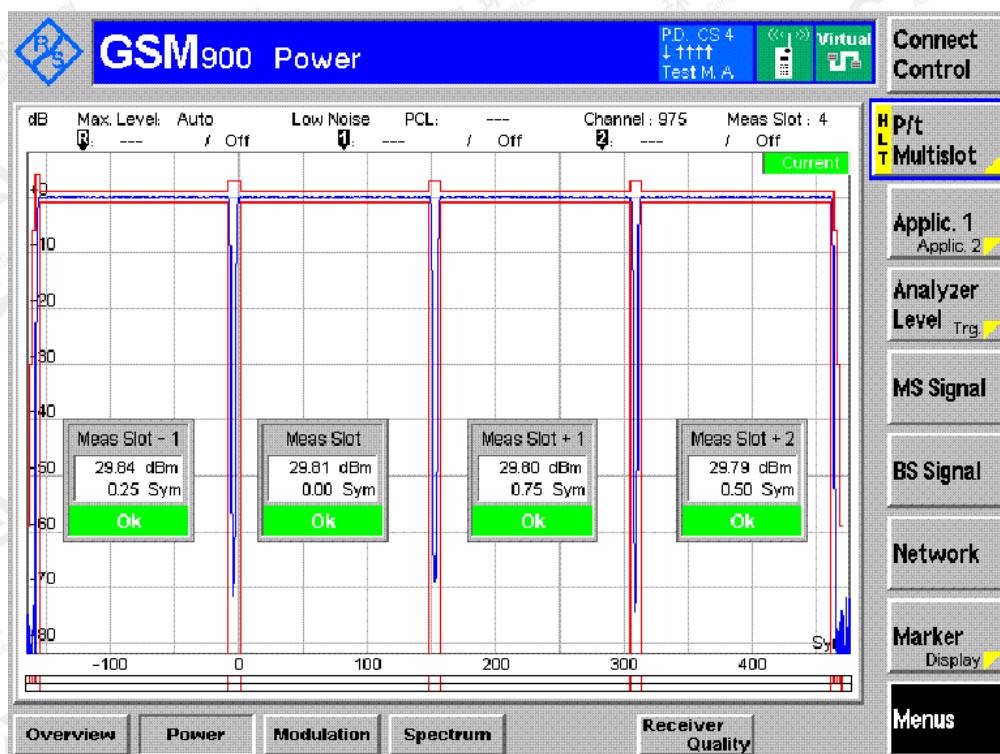 R&S
GSM900 Power
P.D. CS 4
↓↑↑↑↑
Test M. A
Virtual
Connect
Control
dB Max. Level: Auto Low Noise PCL: --- Channel : 975 Meas Slot : 4
R: --- / Off 1: --- / Off 2: --- / Off
Current
HLT
P/t
Multislot
+0
-10
-20
-30
-40
-50
-60
-70
-80
Applic. 1
Applic. 2
Analyzer
Level Trg.
MS Signal
Meas Slot - 1
29.84 dBm
0.25 Sym
Ok
Meas Slot
29.81 dBm
0.00 Sym
Ok
Meas Slot + 1
29.80 dBm
0.75 Sym
Ok
Meas Slot + 2
29.79 dBm
0.50 Sym
Ok
BS Signal
Network
-100 0 100 200 300 400
Marker
Display
Overview Power Modulation Spectrum Receiver Quality
Menus